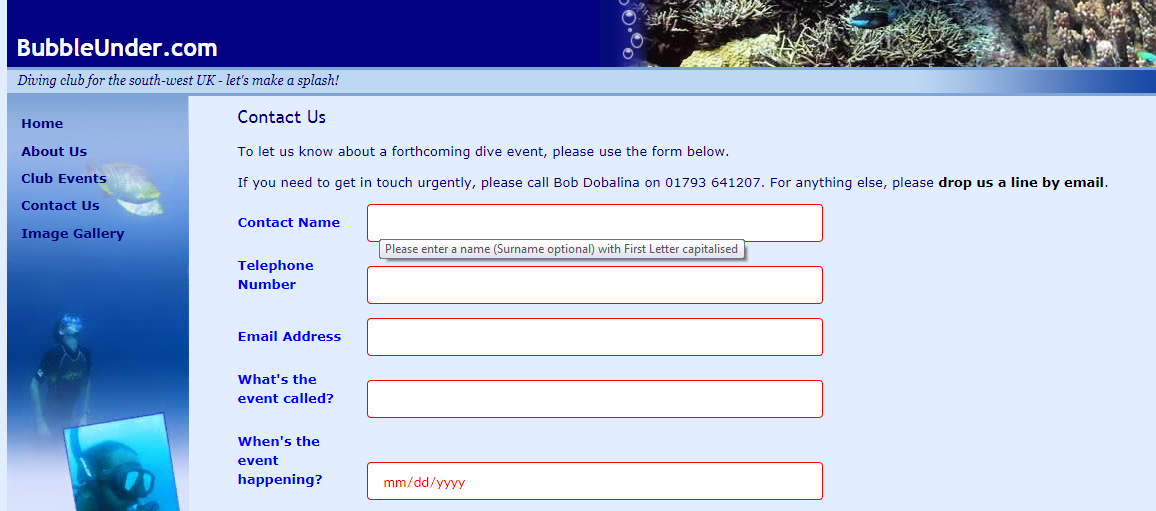 BubbleUnder.com
Diving club for the south-west UK - let's make a splash!
Home
About Us
Club Events
Contact Us
Image Gallery
Contact Us
To let us know about a forthcoming dive event, please use the form below.
If you need to get in touch urgently, please call Bob Dobalina on 01793 641207. For anything else, please drop us a line by email.
Contact Name
Please enter a name (Surname optional) with First Letter capitalised
Telephone
Number
Email Address
What's the
event called?
When's the
event
happening?
mm/dd/yyyy